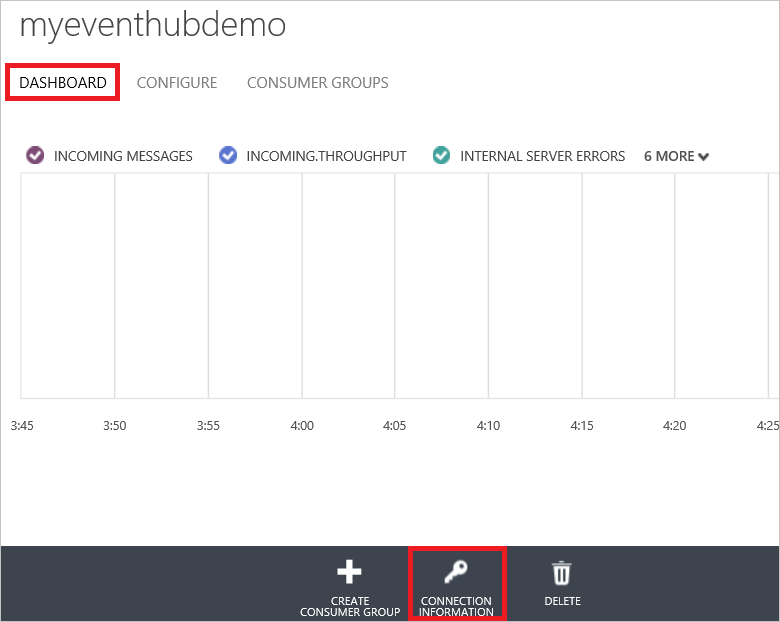 myeventhubdemo
DASHBOARD CONFIGURE CONSUMER GROUPS
INCOMING MESSAGES INCOMING.THROUGHPUT INTERNAL SERVER ERRORS 6 MORE
3:45 3:50 3:55 4:00 4:05 4:10 4:15 4:20 4:25
CREATE
CONSUMER GROUP
CONNECTION
INFORMATION
DELETE